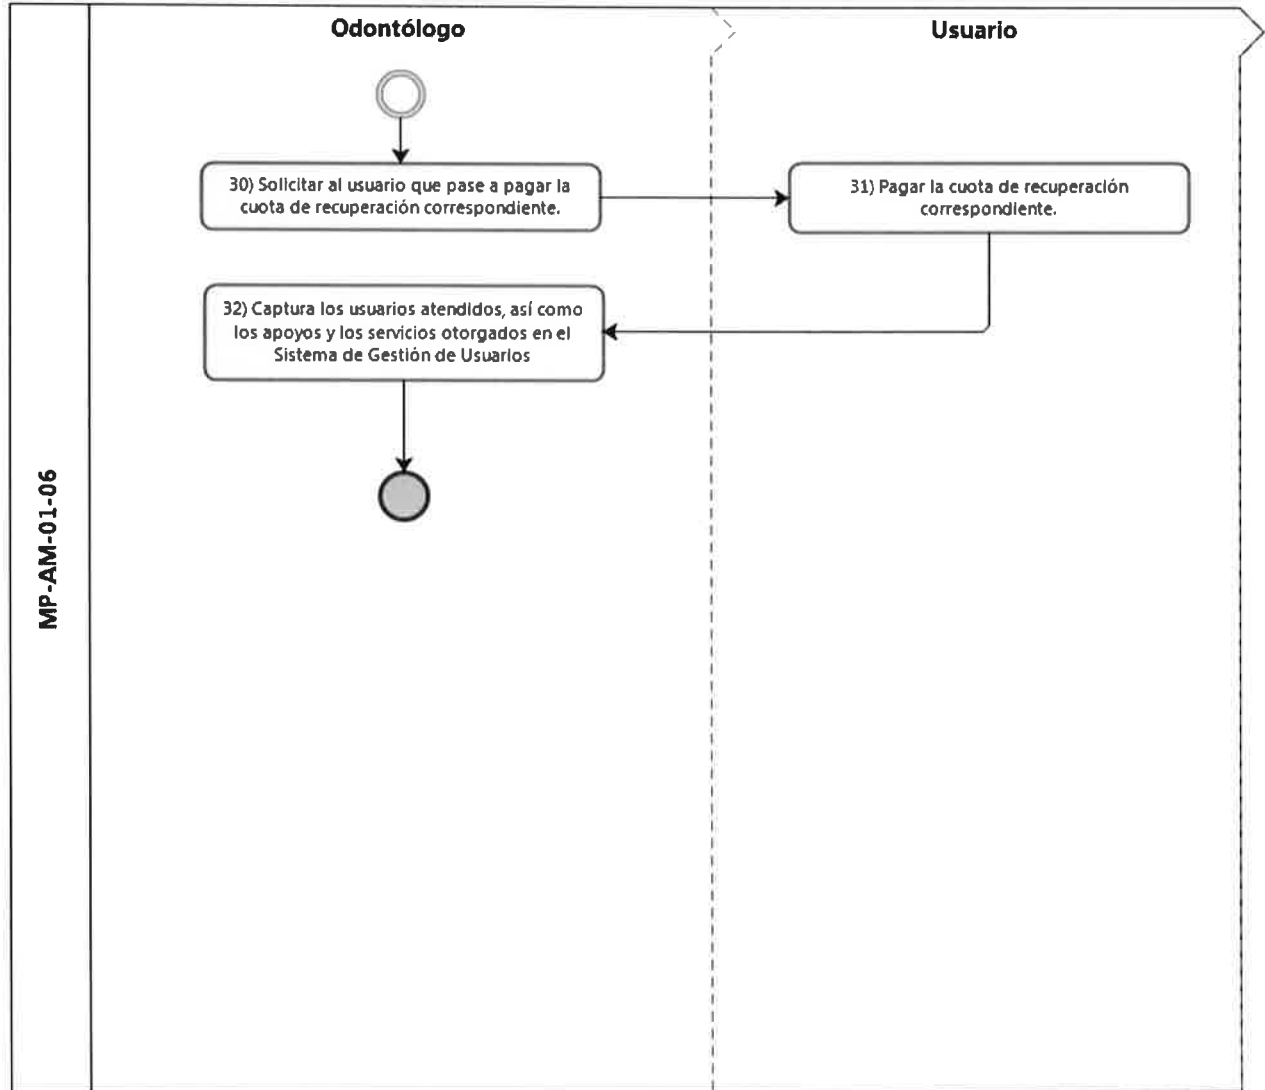 Odontólogo
Usuario
30) Solicitar al usuario que pase a pagar la
cuota de recuperación correspondiente.
31) Pagar la cuota de recuperación
correspondiente.
32) Captura los usuarios atendidos, así como
los apoyos y los servicios otorgados en el
Sistema de Gestión de Usuarios
MP-AM-01-06